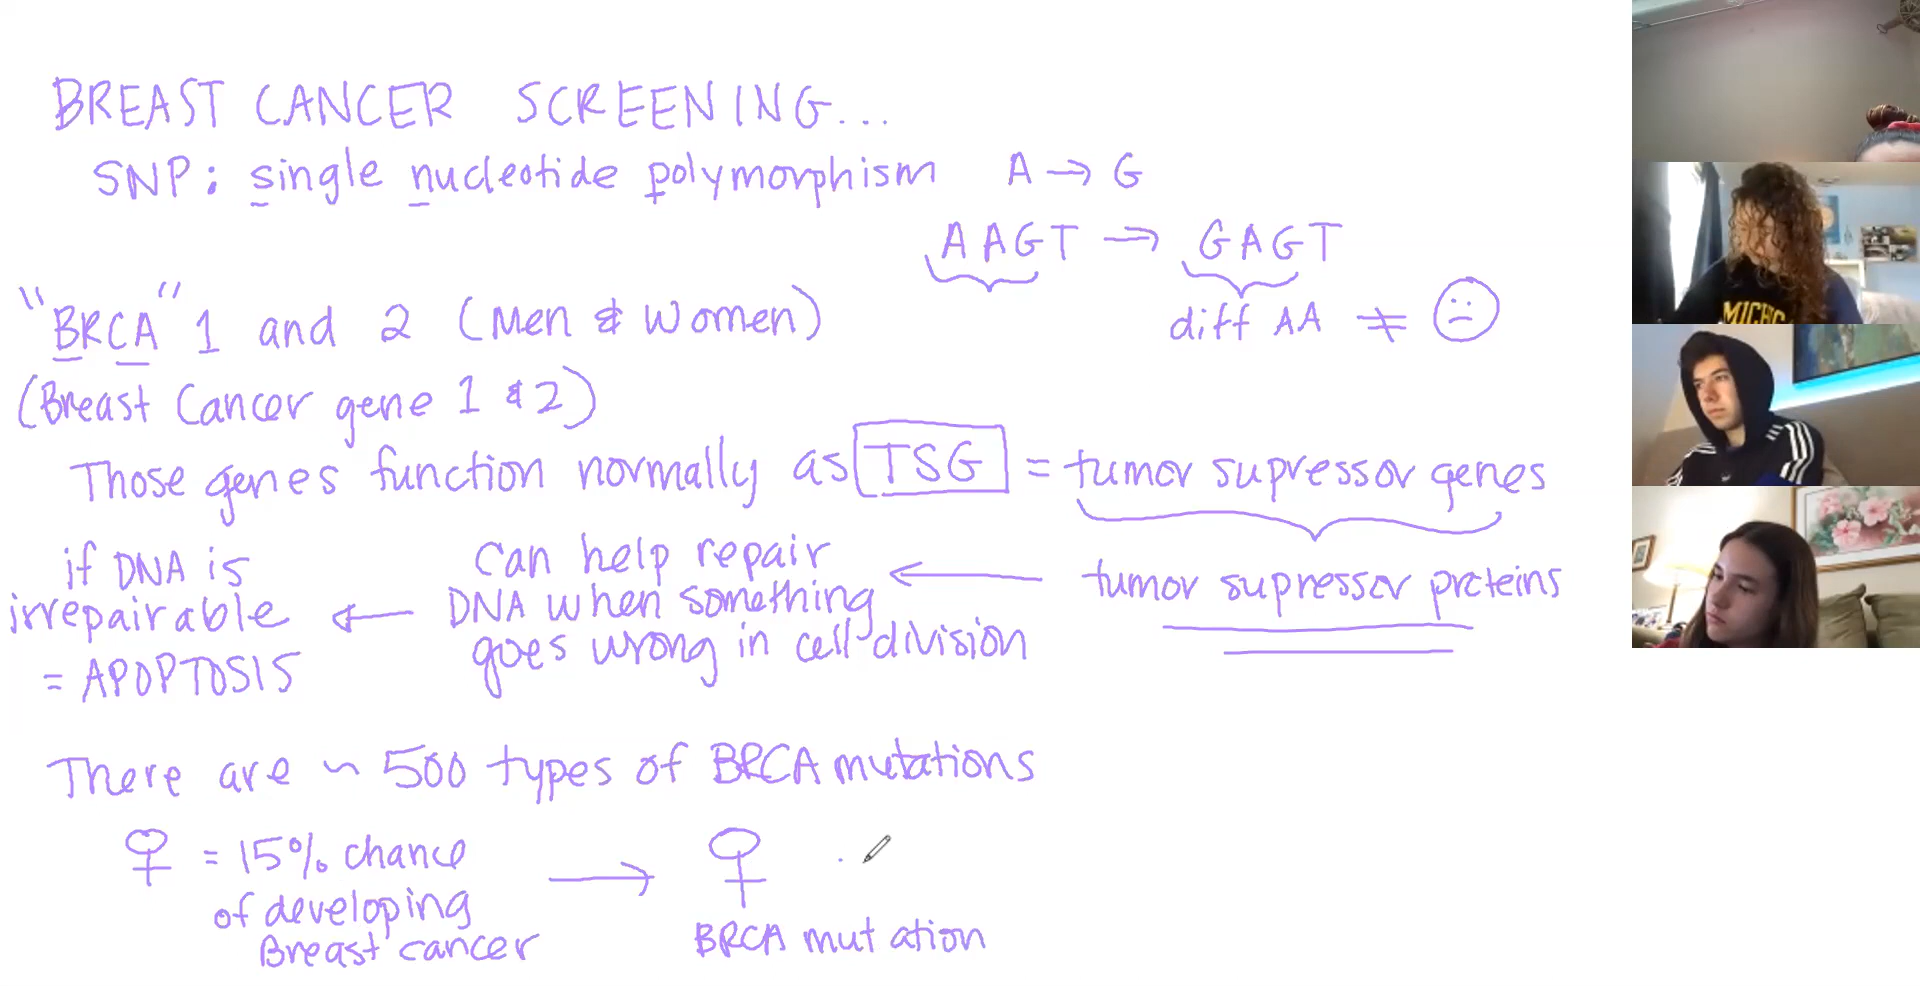 BREAST CANCER SCREENING...
SNP: single nucleotide polymorphism A → G
AAGT → GAGT
diff AA ≠ ☹
"BRCA" 1 and 2 (Men & Women)
(Breast Cancer gene 1 & 2)
Those genes function normally as TSG = tumor supressor genes
tumor supressor proteins
←
can help repair
DNA when something
goes wrong in cell division
←
if DNA is
irrepairable
= APOPTOSIS
There are ~ 500 types of BRCA mutations
♀ = 15% chance
of developing
Breast cancer
→ ♀
BRCA mutation
MICHG